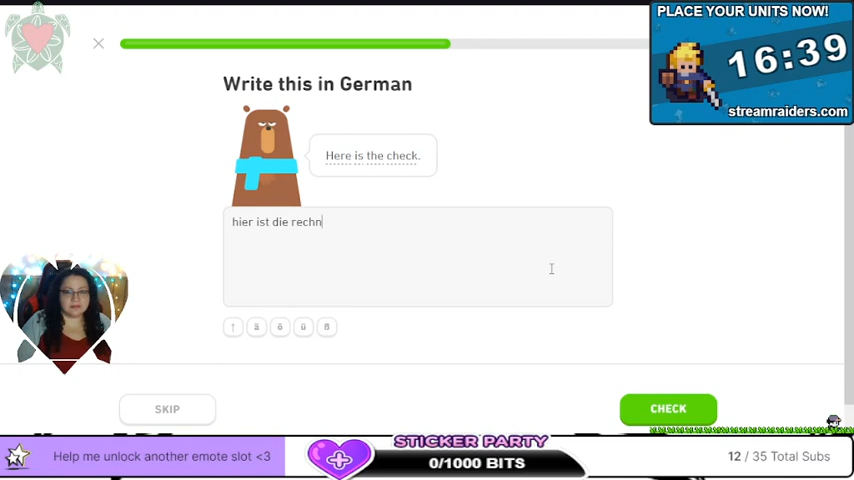 PLACE YOUR UNITS NOW!
16:39
streamraiders.com
Write this in German
Here is the check.
hier ist die rechn
↑ ä ö ü ß
SKIP
CHECK
Help me unlock another emote slot <3
STICKER PARTY
0/1000 BITS
12 / 35 Total Subs